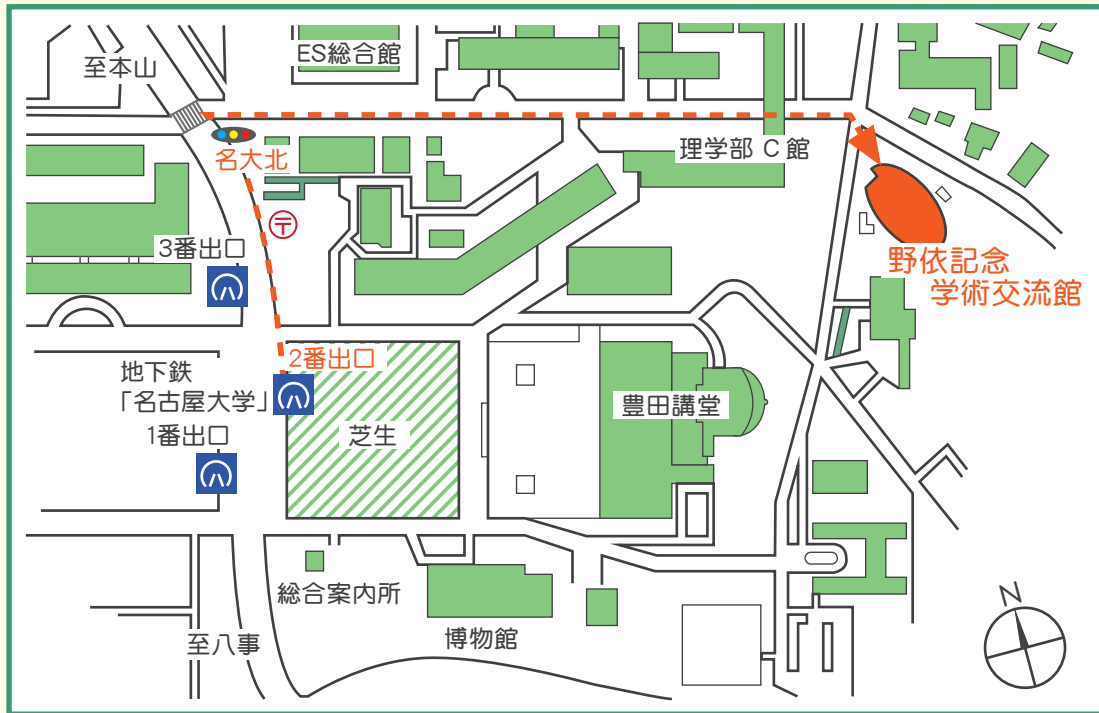 ES総合館
至本山
名大北
理学部 C 館
〒
3番出口
野依記念
学術交流館
2番出口
地下鉄
「名古屋大学」
豊田講堂
1番出口
芝生
総合案内所
博物館
至八事
N